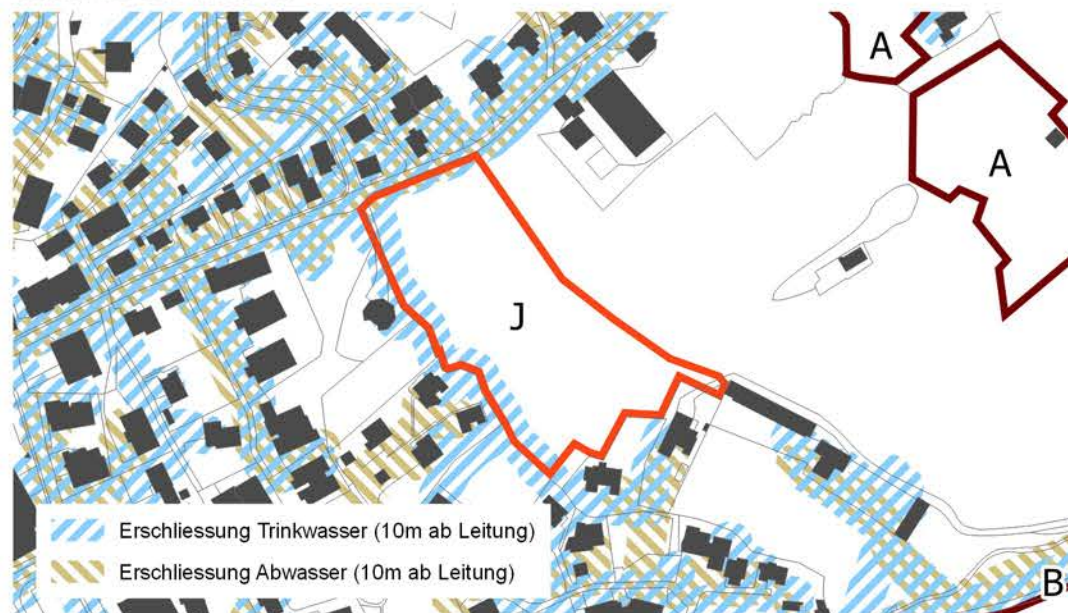 A
A
J
Erschliessung Trinkwasser (10m ab Leitung)
Erschliessung Abwasser (10m ab Leitung)
B